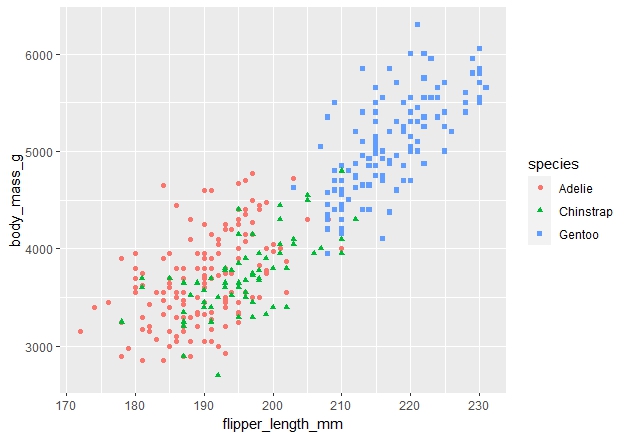 6000
5000
4000
3000
body_mass_g
170
180
190
200
210
220
230
flipper_length_mm
species
Adelie
Chinstrap
Gentoo